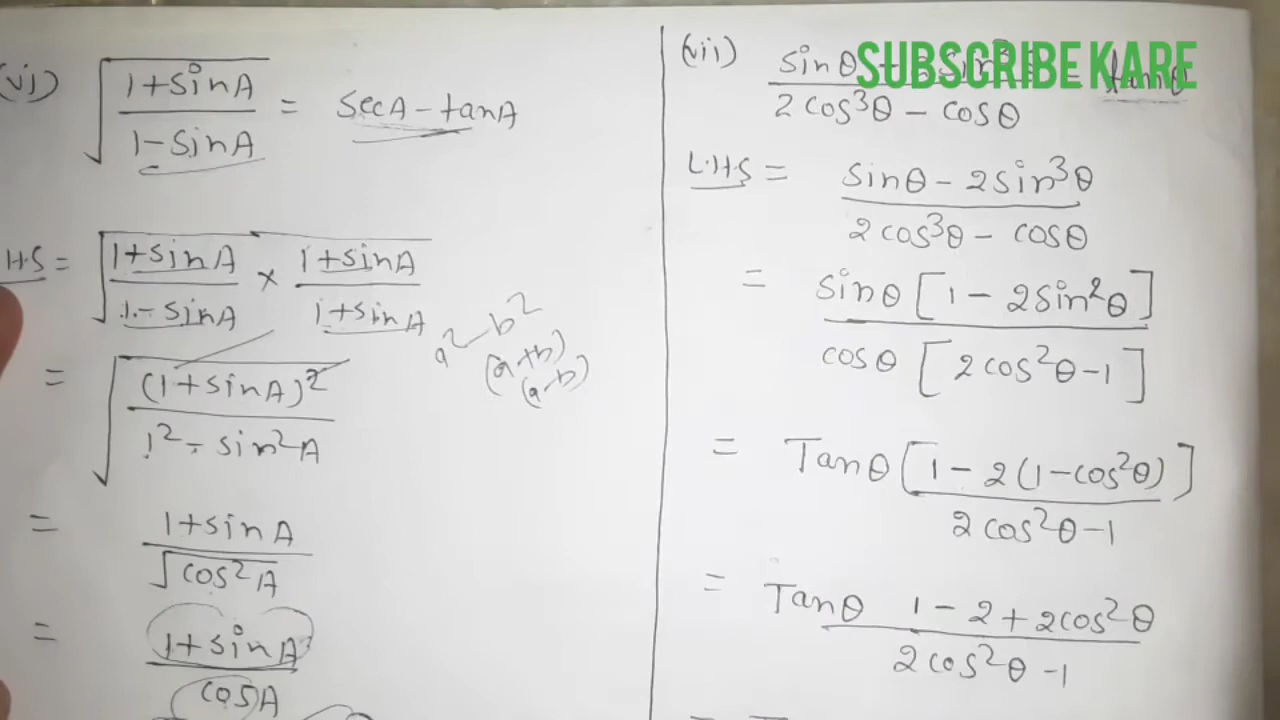 (vi) √(1+sinA / 1-sinA) = secA - tanA
H·S = √(1+sinA / 1-sinA × 1+sinA / 1+sinA)
a² - b²
(a+b)
(a-b)
= √((1+sinA)² / 1² - sin²A)
= 1+sinA / √cos²A
= 1+sinA / cosA
(vii) sinθ / 2cos³θ - cosθ tanθ
SUBSCRIBE KARE
L.H.S = sinθ - 2sin³θ / 2cos³θ - cosθ
= sinθ [1 - 2sin²θ] / cosθ [2cos²θ-1]
= Tanθ [1 - 2(1-cos²θ)] / 2cos²θ-1
= Tanθ 1 - 2 + 2cos²θ / 2cos²θ -1